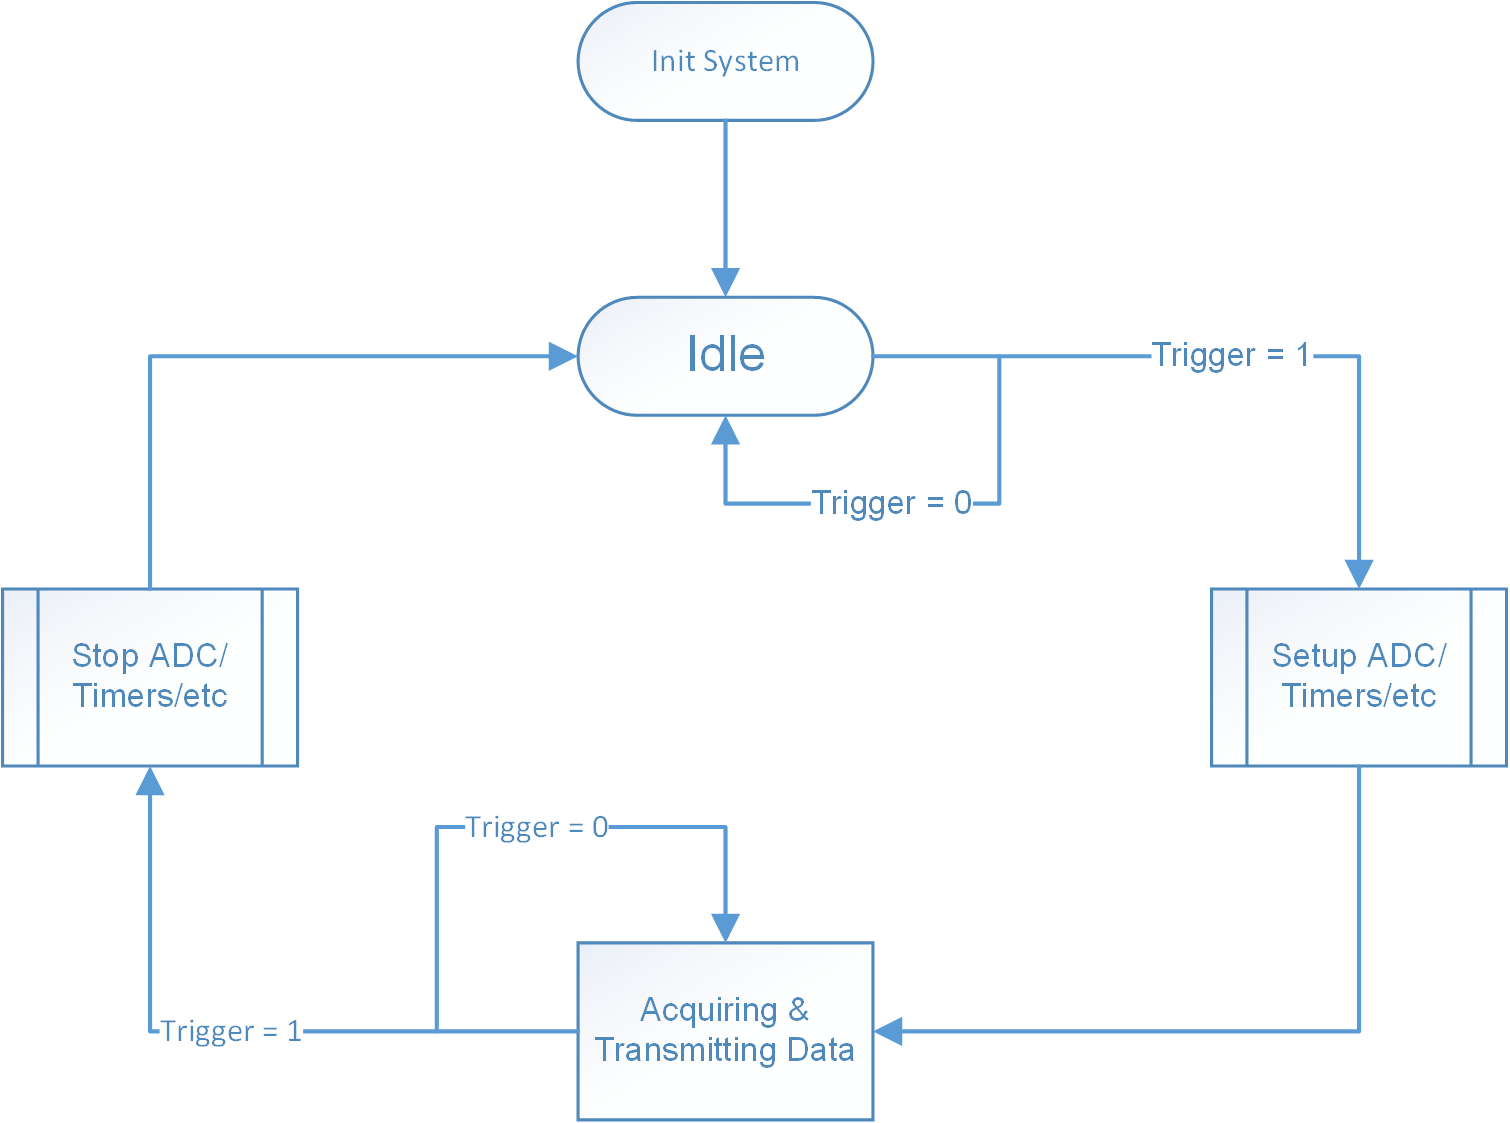 Init System
Idle
Trigger = 1
Trigger = 0
Stop ADC/
Timers/etc
Setup ADC/
Timers/etc
Trigger = 0
Acquiring &
Transmitting Data
Trigger = 1